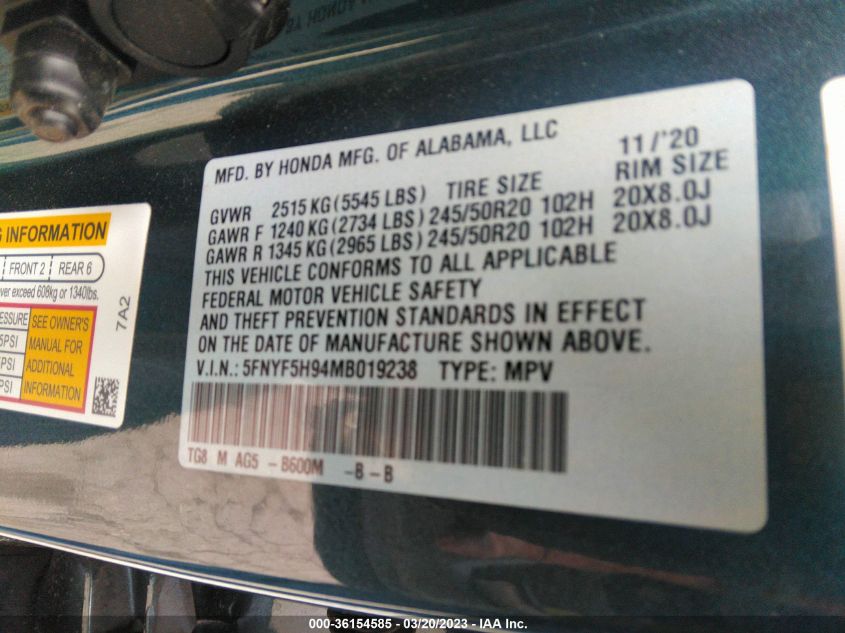 MFD. BY HONDA MFG. OF ALABAMA, LLC 11/'20
GVWR 2515 KG (5545 LBS) TIRE SIZE RIM SIZE
GAWR F 1240 KG (2734 LBS) 245/50R20 102H 20X8.0J
GAWR R 1345 KG (2965 LBS) 245/50R20 102H 20X8.0J
THIS VEHICLE CONFORMS TO ALL APPLICABLE
FEDERAL MOTOR VEHICLE SAFETY
AND THEFT PREVENTION STANDARDS IN EFFECT
ON THE DATE OF MANUFACTURE SHOWN ABOVE.
V.I.N.: 5FNYF5H94MB019238 TYPE: MPV
TG8 M AG5 - B600M - B - B
INFORMATION
FRONT 2 REAR 6
exceed 608kg or 1340lbs.
SEE OWNER'S
MANUAL FOR
ADDITIONAL
INFORMATION
PSI
PSI
7A2
000-36154585 - 03/20/2023 - IAA Inc.